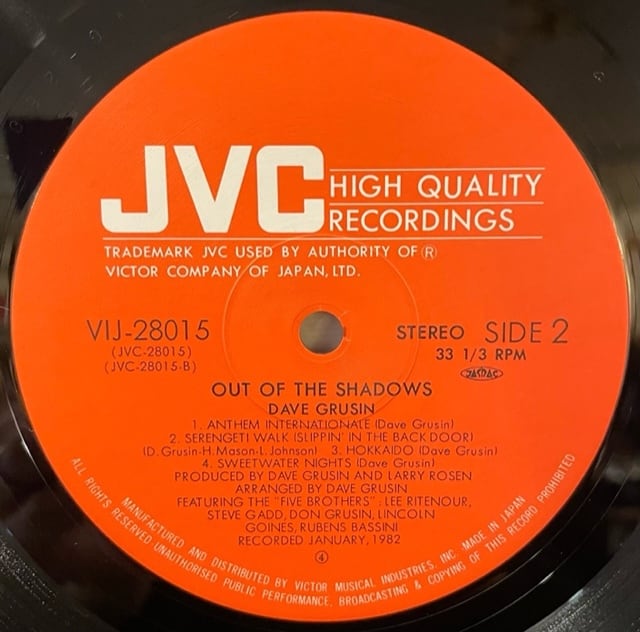 JVC
HIGH QUALITY
RECORDINGS
TRADEMARK JVC USED BY AUTHORITY OF Ⓡ
VICTOR COMPANY OF JAPAN, LTD.
VIJ-28015
(JVC-28015)
(JVC-28015-B)
STEREO SIDE 2
33 1/3 RPM
JASRAC
OUT OF THE SHADOWS
DAVE GRUSIN
1. ANTHEM INTERNATIONALE (Dave Grusin)
2. SERENGETI WALK (SLIPPIN' IN THE BACK DOOR)
(D. Grusin-H. Mason-L. Johnson) 3. HOKKAIDO (Dave Grusin)
4. SWEETWATER NIGHTS (Dave Grusin)
PRODUCED BY DAVE GRUSIN AND LARRY ROSEN
ARRANGED BY DAVE GRUSIN
FEATURING THE "FIVE BROTHERS": LEE RITENOUR,
STEVE GADD, DON GRUSIN, LINCOLN
GOINES, RUBENS BASSINI
RECORDED JANUARY, 1982
④
MANUFACTURED AND DISTRIBUTED BY VICTOR MUSICAL INDUSTRIES, INC. MADE IN JAPAN
ALL RIGHTS RESERVED UNAUTHORISED PUBLIC PERFORMANCE, BROADCASTING & COPYING OF THIS RECORD PROHIBITED